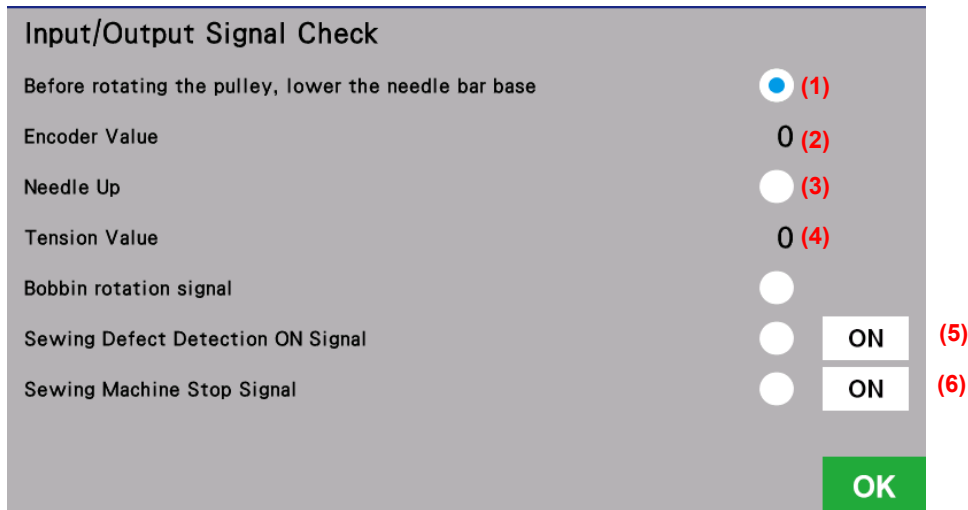 Input/Output Signal Check
Before rotating the pulley, lower the needle bar base (1)
Encoder Value 0 (2)
Needle Up (3)
Tension Value 0 (4)
Bobbin rotation signal
Sewing Defect Detection ON Signal ON (5)
Sewing Machine Stop Signal ON (6)
OK